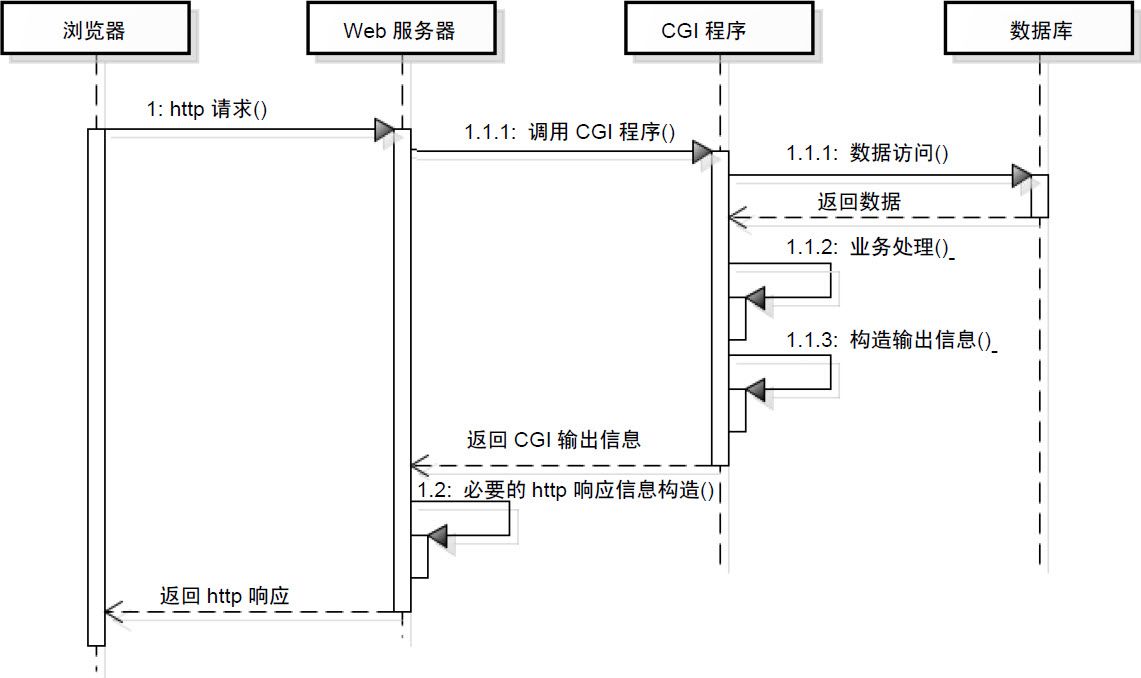 浏览器
Web 服务器
CGI 程序
数据库
1: http 请求()
1.1.1: 调用 CGI 程序()
1.1.1: 数据访问()
返回数据
1.1.2: 业务处理()_
1.1.3: 构造输出信息()_
返回 CGI 输出信息
1.2: 必要的 http 响应信息构造()
返回 http 响应